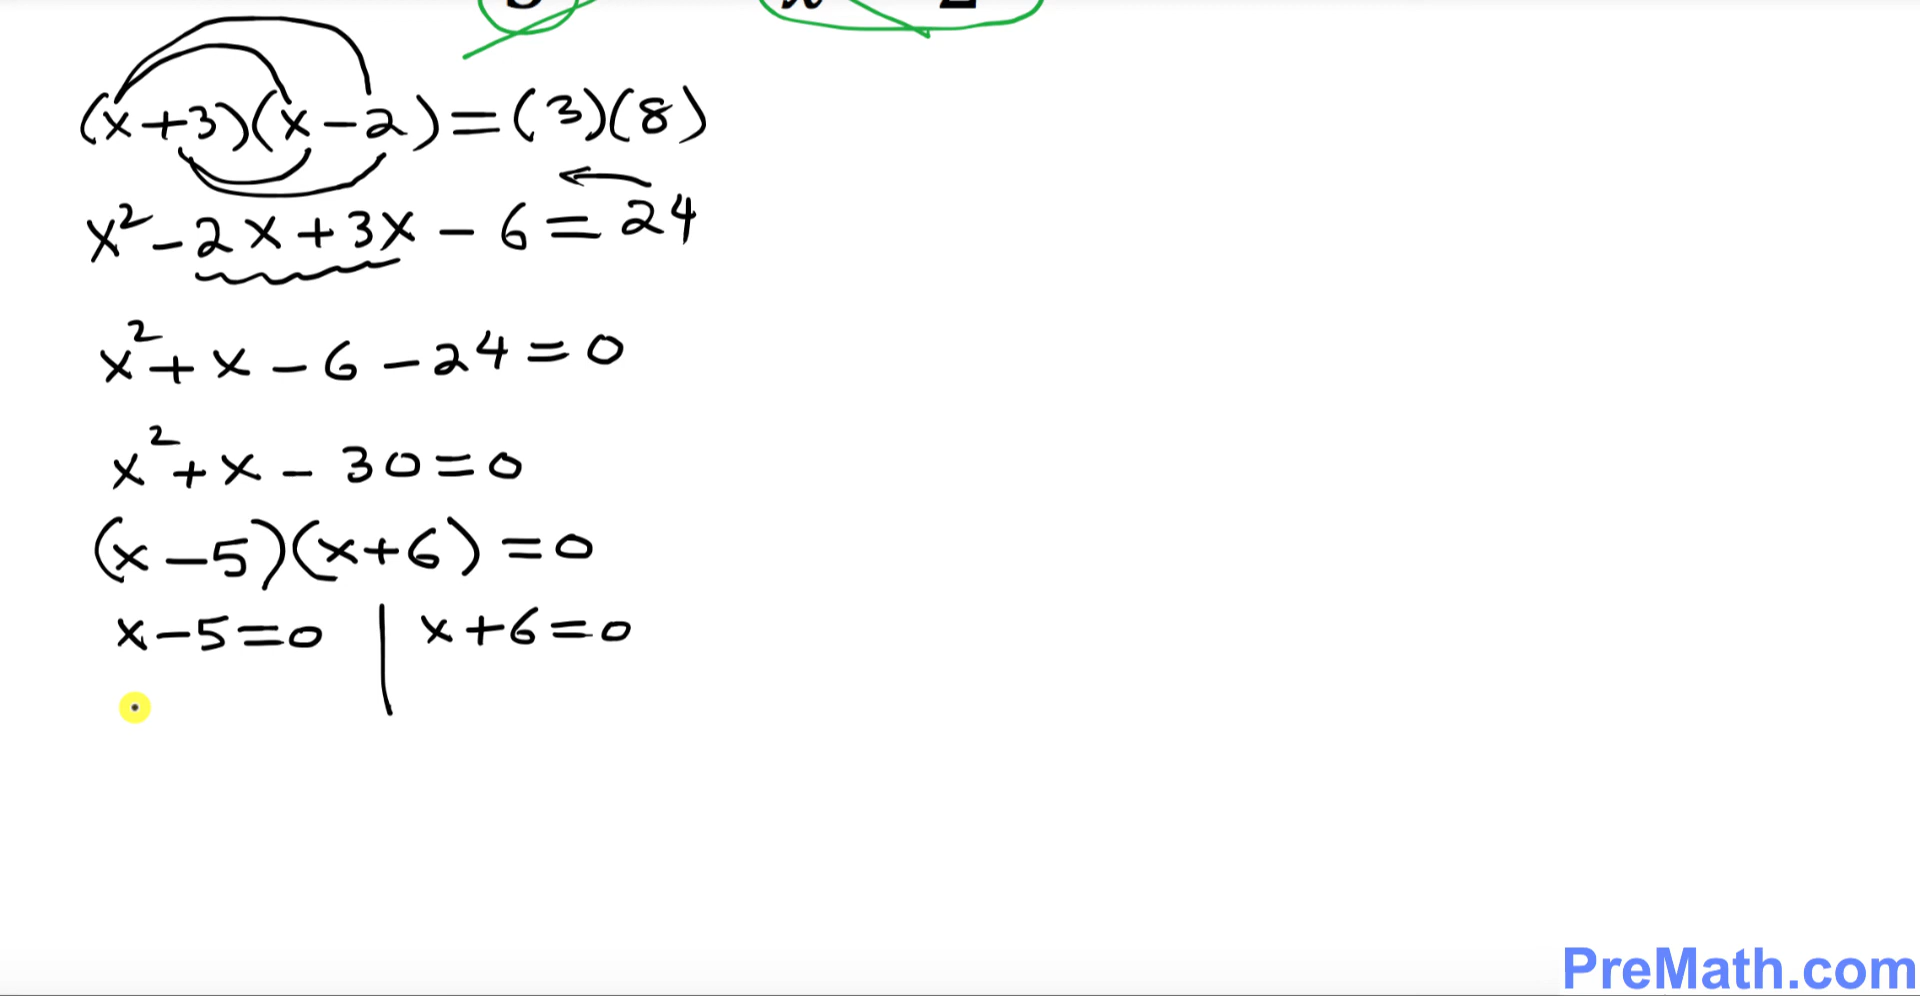 (x+3)(x-2)=(3)(8)
x²-2x+3x-6=24
x²+x-6-24=0
x²+x-30=0
(x-5)(x+6)=0
x-5=0 | x+6=0
PreMath.com